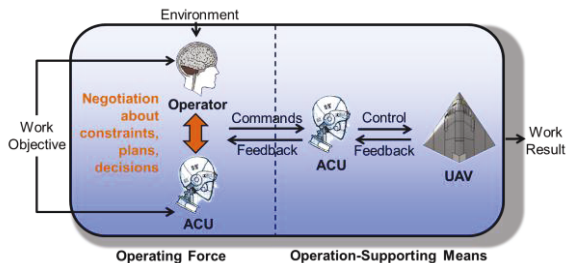 Environment
Operator
Negotiation
about
constraints,
plans,
decisions
Work
Objective
Commands
Feedback
ACU
Control
Feedback
UAV
Work
Result
ACU
Operating Force
Operation-Supporting Means